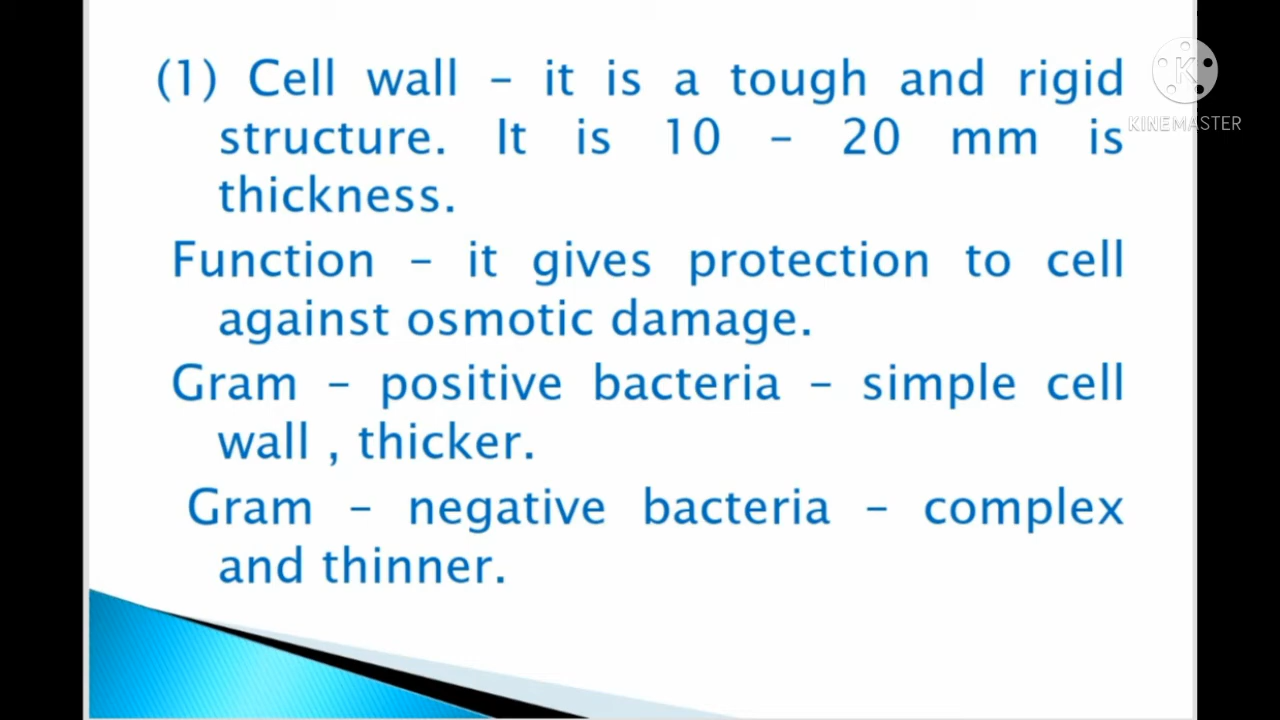 (1) Cell wall – it is a tough and rigid
structure. It is 10 – 20 mm is
thickness.
Function – it gives protection to cell
against osmotic damage.
Gram – positive bacteria – simple cell
wall , thicker.
Gram – negative bacteria – complex
and thinner.
K
KINEMASTER